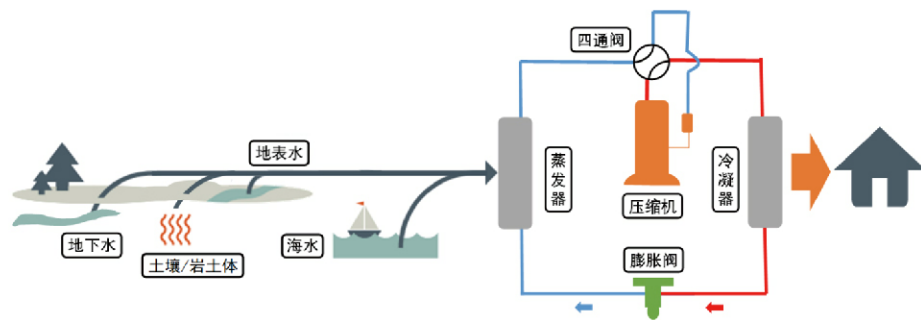 四通阀
地表水
蒸发器
冷凝器
压缩机
地下水
土壤/岩土体
海水
膨胀阀